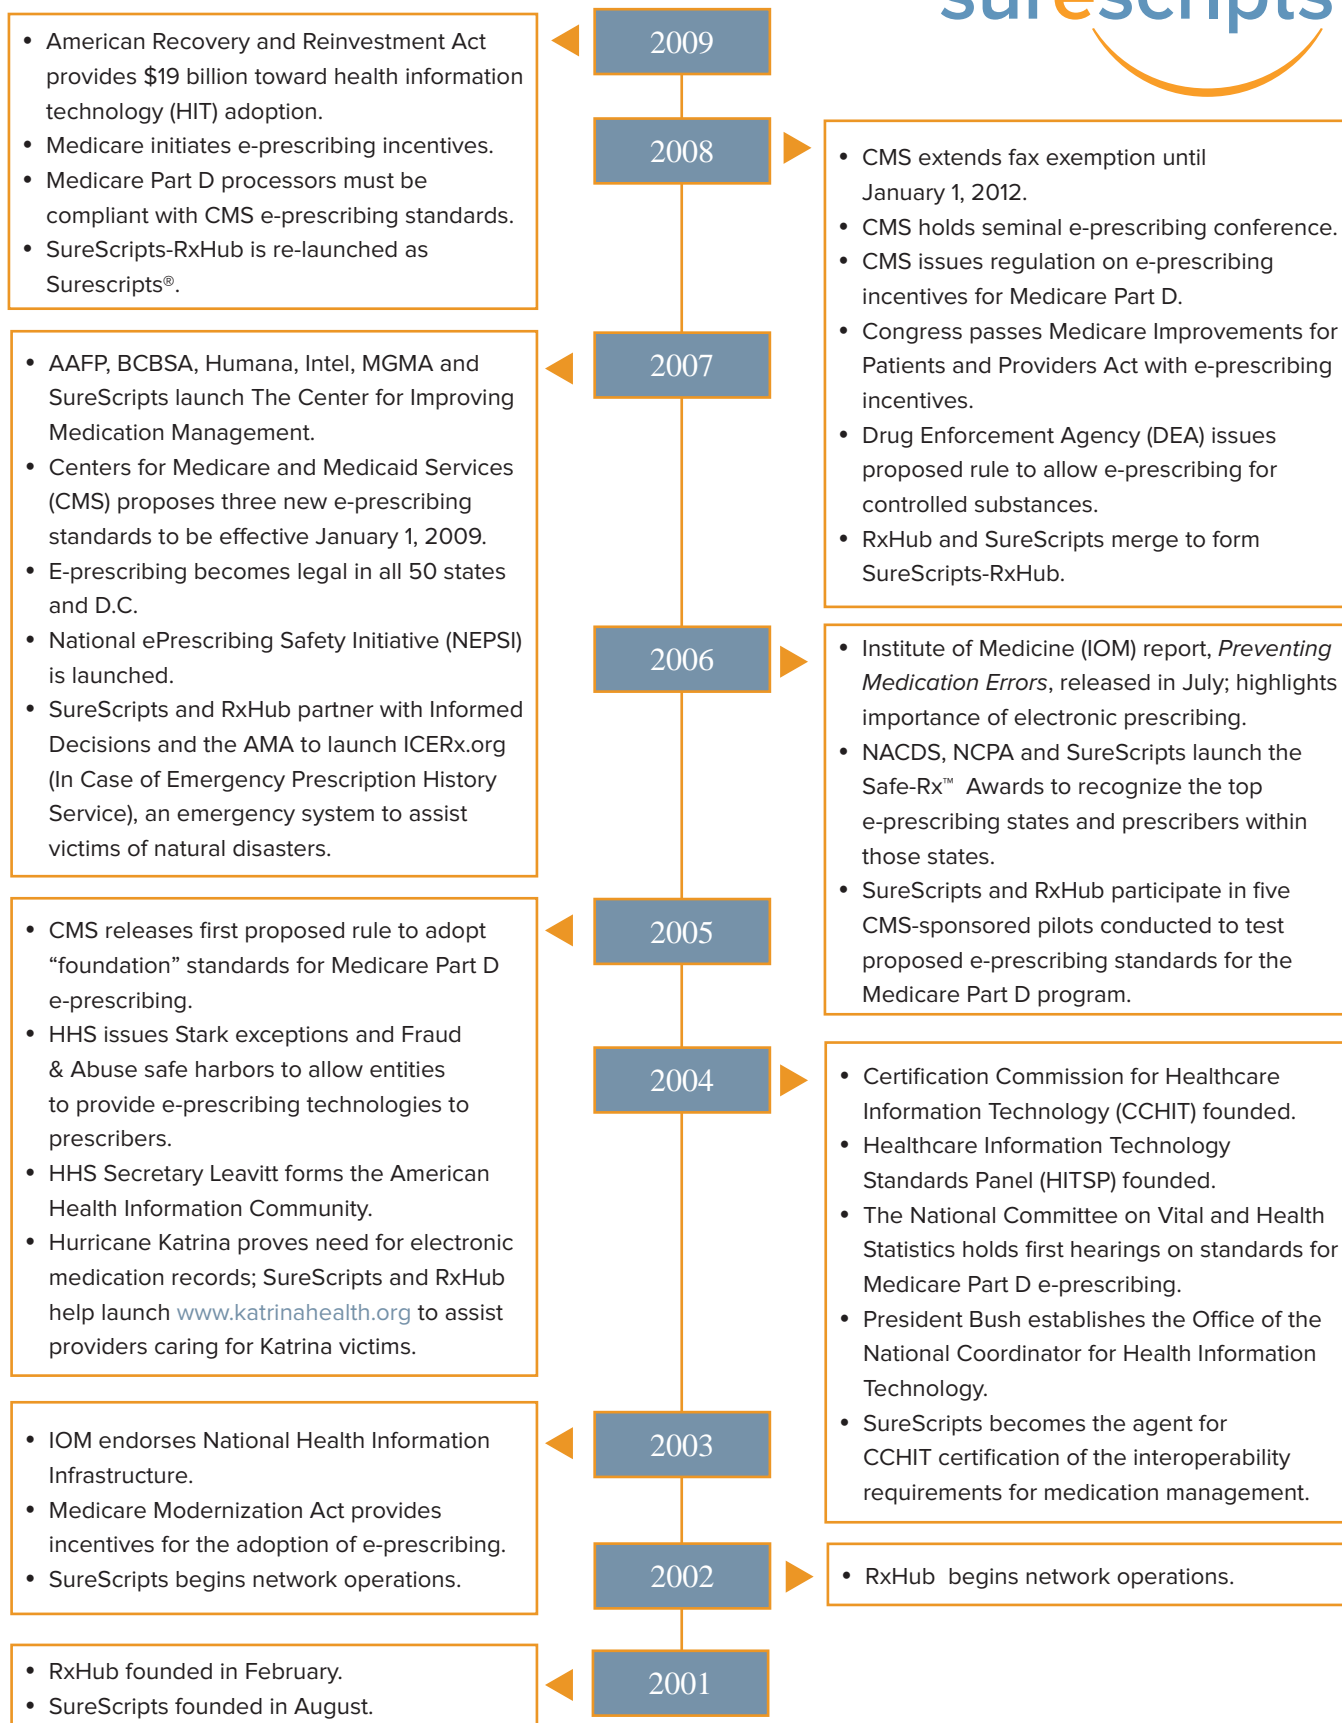 surescripts
2009
• American Recovery and Reinvestment Act
provides $19 billion toward health information
technology (HIT) adoption.
• Medicare initiates e-prescribing incentives.
• Medicare Part D processors must be
compliant with CMS e-prescribing standards.
• SureScripts-RxHub is re-launched as
Surescripts®.
2008
• CMS extends fax exemption until
January 1, 2012.
• CMS holds seminal e-prescribing conference.
• CMS issues regulation on e-prescribing
incentives for Medicare Part D.
• Congress passes Medicare Improvements for
Patients and Providers Act with e-prescribing
incentives.
• Drug Enforcement Agency (DEA) issues
proposed rule to allow e-prescribing for
controlled substances.
• RxHub and SureScripts merge to form
SureScripts-RxHub.
2007
• AAFP, BCBSA, Humana, Intel, MGMA and
SureScripts launch The Center for Improving
Medication Management.
• Centers for Medicare and Medicaid Services
(CMS) proposes three new e-prescribing
standards to be effective January 1, 2009.
• E-prescribing becomes legal in all 50 states
and D.C.
• National ePrescribing Safety Initiative (NEPSI)
is launched.
• SureScripts and RxHub partner with Informed
Decisions and the AMA to launch ICERx.org
(In Case of Emergency Prescription History
Service), an emergency system to assist
victims of natural disasters.
2006
• Institute of Medicine (IOM) report, Preventing
Medication Errors, released in July; highlights
importance of electronic prescribing.
• NACDS, NCPA and SureScripts launch the
Safe-Rx™ Awards to recognize the top
e-prescribing states and prescribers within
those states.
• SureScripts and RxHub participate in five
CMS-sponsored pilots conducted to test
proposed e-prescribing standards for the
Medicare Part D program.
2005
• CMS releases first proposed rule to adopt
“foundation” standards for Medicare Part D
e-prescribing.
• HHS issues Stark exceptions and Fraud
& Abuse safe harbors to allow entities
to provide e-prescribing technologies to
prescribers.
• HHS Secretary Leavitt forms the American
Health Information Community.
• Hurricane Katrina proves need for electronic
medication records; SureScripts and RxHub
help launch www.katrinahealth.org to assist
providers caring for Katrina victims.
2004
• Certification Commission for Healthcare
Information Technology (CCHIT) founded.
• Healthcare Information Technology
Standards Panel (HITSP) founded.
• The National Committee on Vital and Health
Statistics holds first hearings on standards for
Medicare Part D e-prescribing.
• President Bush establishes the Office of the
National Coordinator for Health Information
Technology.
• SureScripts becomes the agent for
CCHIT certification of the interoperability
requirements for medication management.
2003
• IOM endorses National Health Information
Infrastructure.
• Medicare Modernization Act provides
incentives for the adoption of e-prescribing.
• SureScripts begins network operations.
2002
• RxHub begins network operations.
2001
• RxHub founded in February.
• SureScripts founded in August.